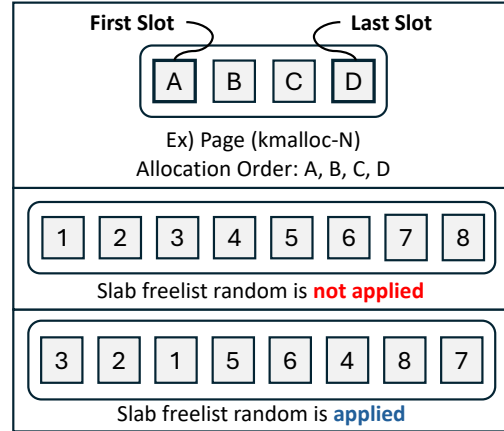 First Slot Last Slot
A B C D
Ex) Page (kmalloc-N)
Allocation Order: A, B, C, D
1 2 3 4 5 6 7 8
Slab freelist random is not applied
3 2 1 5 6 4 8 7
Slab freelist random is applied